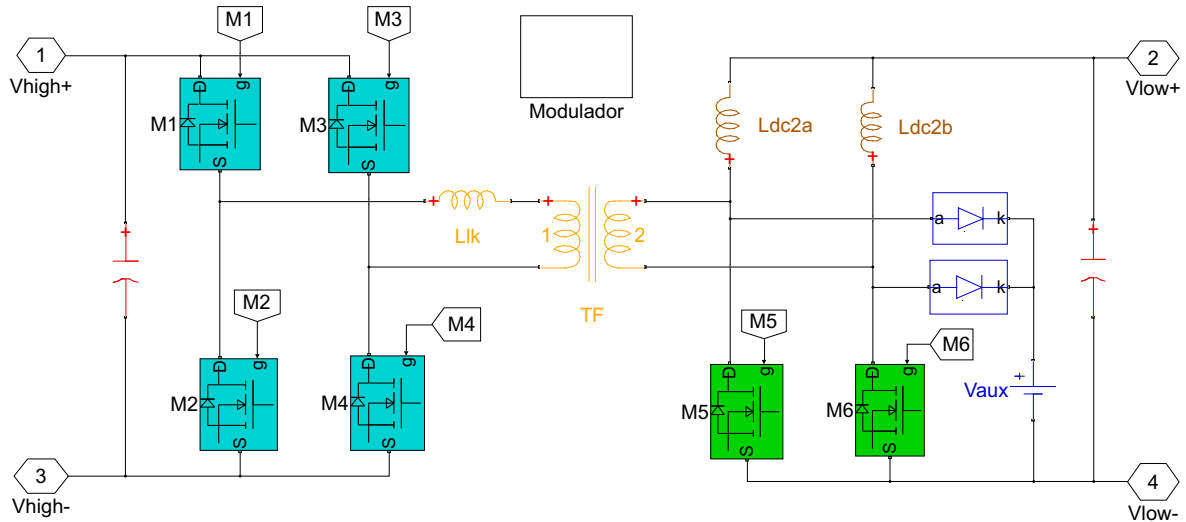 M1
M3
1
Vhigh+
Modulador
2
Vlow+
D
g
M1
S
D
g
M3
S
Ldc2a
+
Ldc2b
+
+
Llk
+
1
TF
+
2
+
a
k
a
k
+
M2
M4
M5
M6
D
g
M2
S
D
g
M4
S
D
g
M5
S
D
g
M6
S
Vaux
+
3
Vhigh-
4
Vlow-